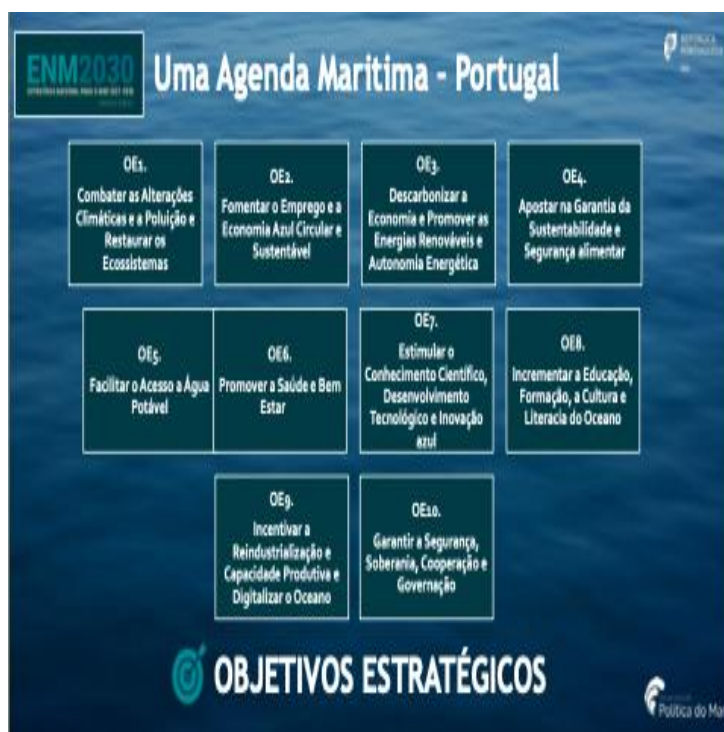 ENM2030
Uma Agenda Maritima - Portugal
REPÚBLICA
PORTUGUESA
OE1.
Combater as Alterações
Climáticas e a Poluição e
Restaurar os
Ecossistemas
OE2.
Fomentar o Emprego e a
Economia Azul Circular e
Sustentável
OE3.
Descarbonizar a
Economia e Promover as
Energias Renováveis e
Autonomia Energética
OE4.
Apostar na Garantia da
Sustentabilidade e
Segurança alimentar
OE5.
Facilitar o Acesso a Água
Potável
OE6.
Promover a Saúde e Bem
Estar
OE7.
Estimular o
Conhecimento Científico,
Desenvolvimento
Tecnológico e Inovação
azul
OE8.
Incrementar a Educação,
Formação, a Cultura e
Literacia do Oceano
OE9.
Incentivar a
Reindustrialização e
Capacidade Produtiva e
Digitalizar o Oceano
OE10.
Garantir a Segurança,
Soberania, Cooperação e
Governação
OBJETIVOS ESTRATÉGICOS
Política do Mar